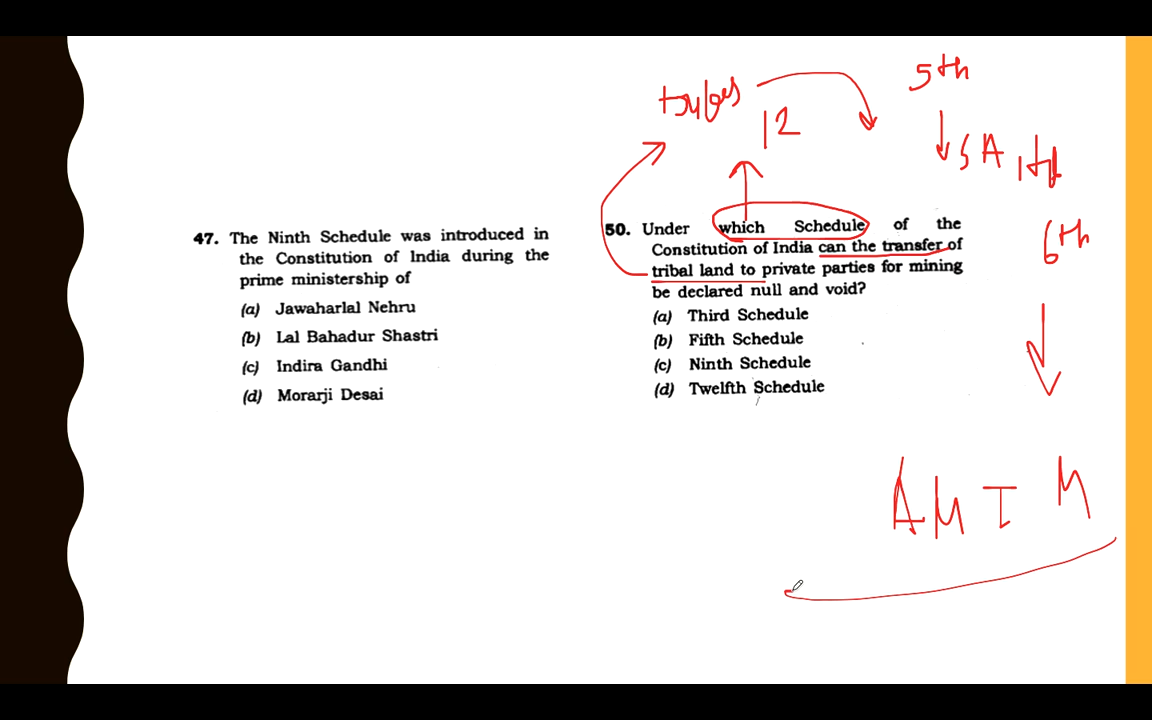 tribes
12
5th
SA,
6th
A M T M
47. The Ninth Schedule was introduced in
the Constitution of India during the
prime ministership of
(a) Jawaharlal Nehru
(b) Lal Bahadur Shastri
(c) Indira Gandhi
(d) Morarji Desai
50. Under which Schedule of the
Constitution of India can the transfer of
tribal land to private parties for mining
be declared null and void?
(a) Third Schedule
(b) Fifth Schedule
(c) Ninth Schedule
(d) Twelfth Schedule